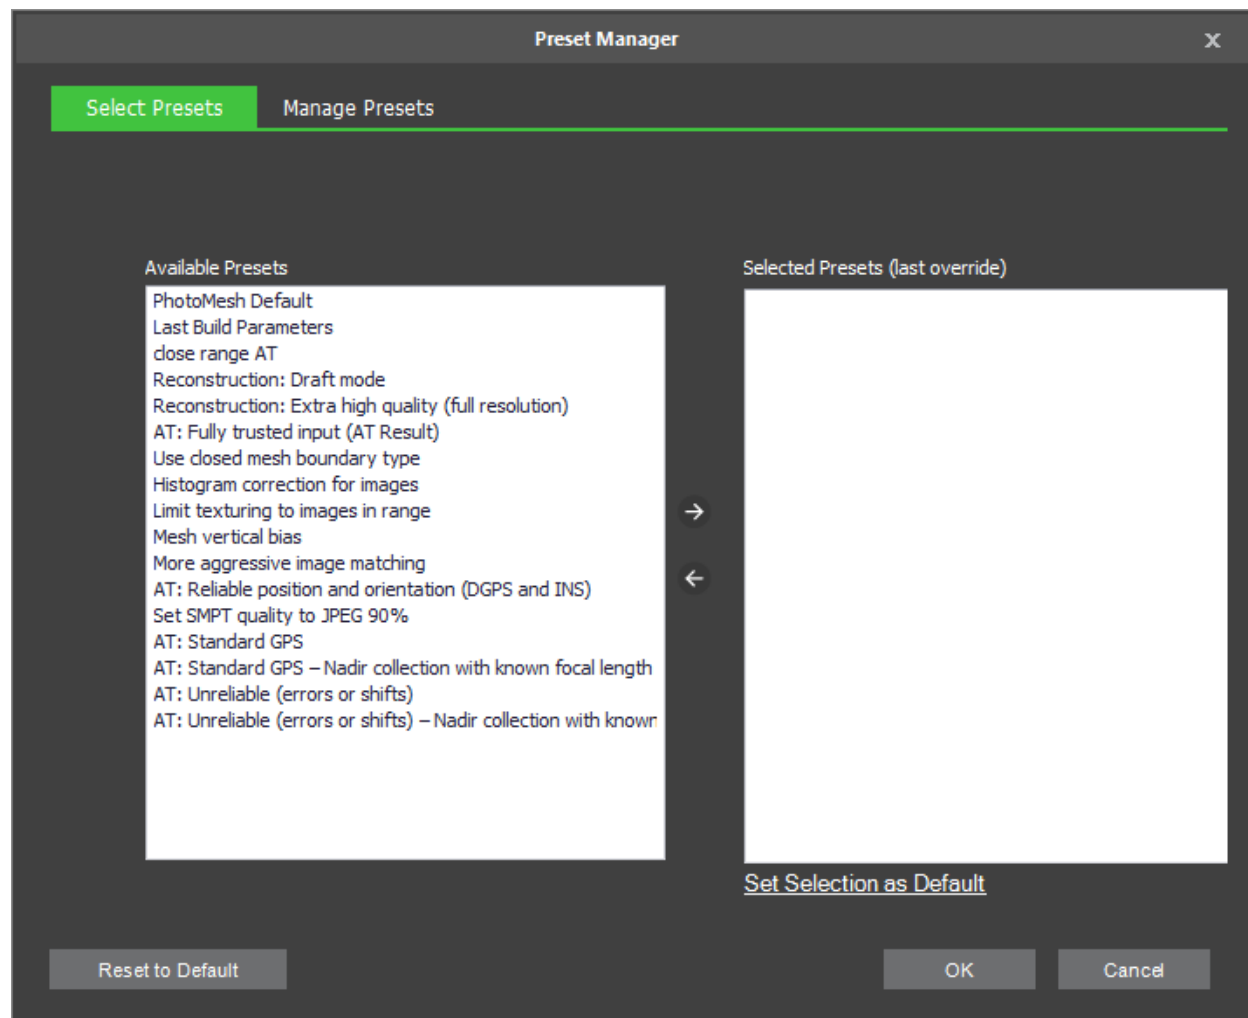 Preset Manager
x
Select Presets
Manage Presets
Available Presets
PhotoMesh Default
Last Build Parameters
close range AT
Reconstruction: Draft mode
Reconstruction: Extra high quality (full resolution)
AT: Fully trusted input (AT Result)
Use closed mesh boundary type
Histogram correction for images
Limit texturing to images in range
Mesh vertical bias
More aggressive image matching
AT: Reliable position and orientation (DGPS and INS)
Set SMPT quality to JPEG 90%
AT: Standard GPS
AT: Standard GPS – Nadir collection with known focal length
AT: Unreliable (errors or shifts)
AT: Unreliable (errors or shifts) – Nadir collection with known
Selected Presets (last override)
Set Selection as Default
Reset to Default
OK
Cancel